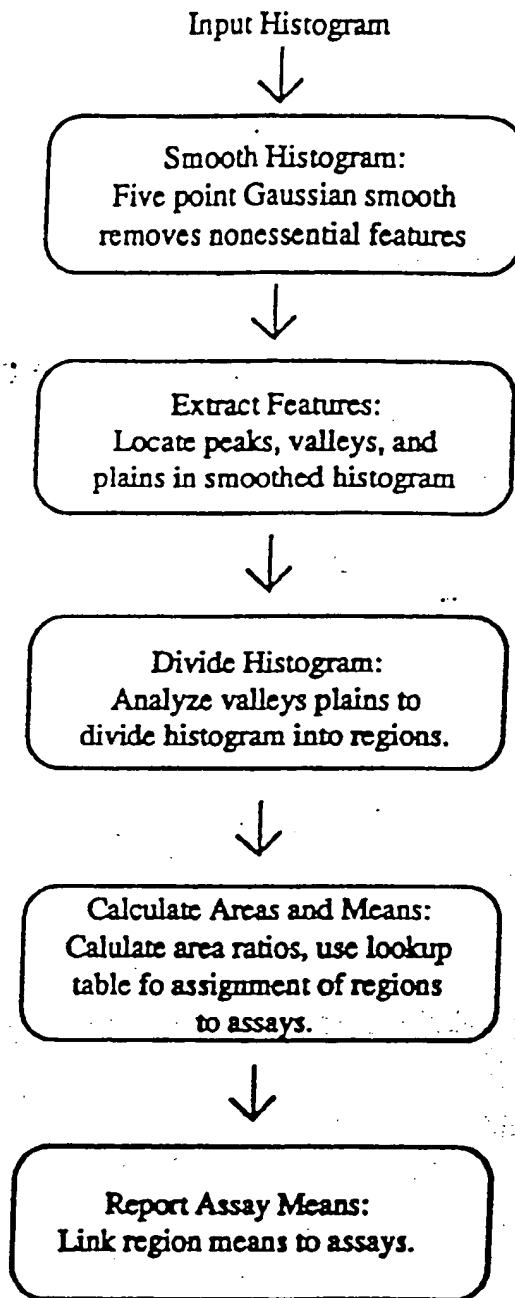 Input Histogram
Smooth Histogram:
Five point Gaussian smooth
removes nonessential features
Extract Features:
Locate peaks, valleys, and
plains in smoothed histogram
Divide Histogram:
Analyze valleys plains to
divide histogram into regions.
Calculate Areas and Means:
Calulate area ratios, use lookup
table fo assignment of regions
to assays.
Report Assay Means:
Link region means to assays.